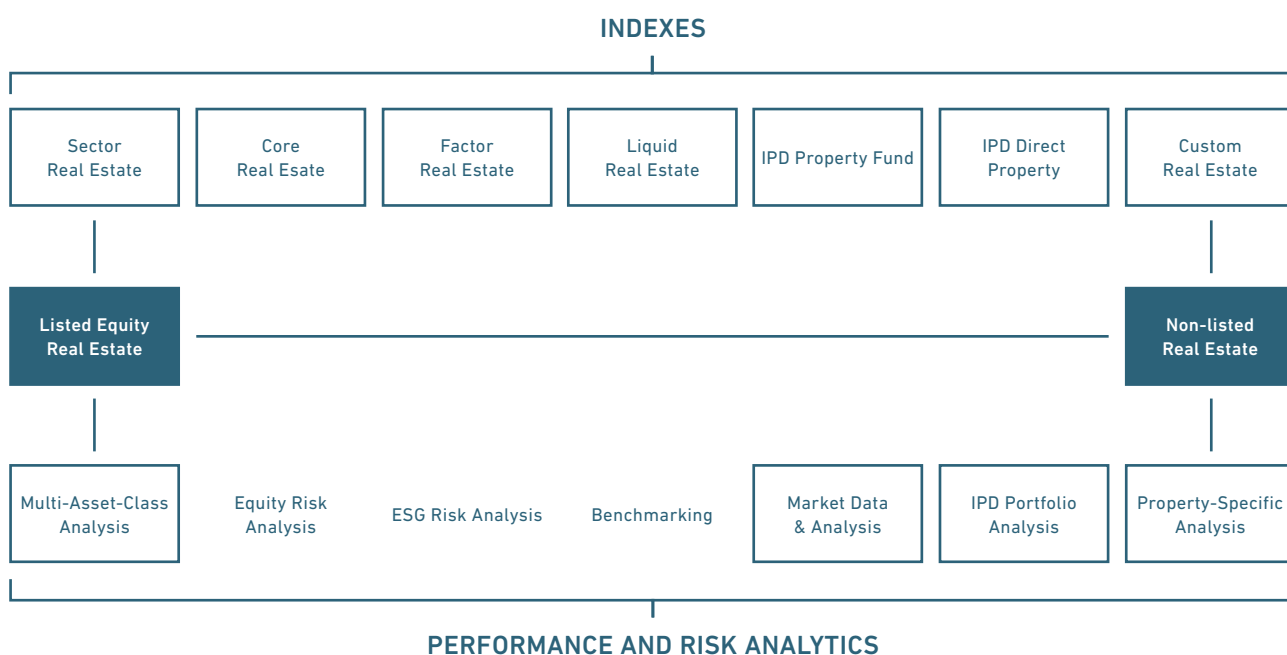 INDEXES
Sector
Real Estate
Core
Real Esate
Factor
Real Estate
Liquid
Real Estate
IPD Property Fund
IPD Direct
Property
Custom
Real Estate
Listed Equity
Real Estate
Non-listed
Real Estate
Multi-Asset-Class
Analysis
Equity Risk
Analysis
ESG Risk Analysis
Benchmarking
Market Data
& Analysis
IPD Portfolio
Analysis
Property-Specific
Analysis
PERFORMANCE AND RISK ANALYTICS